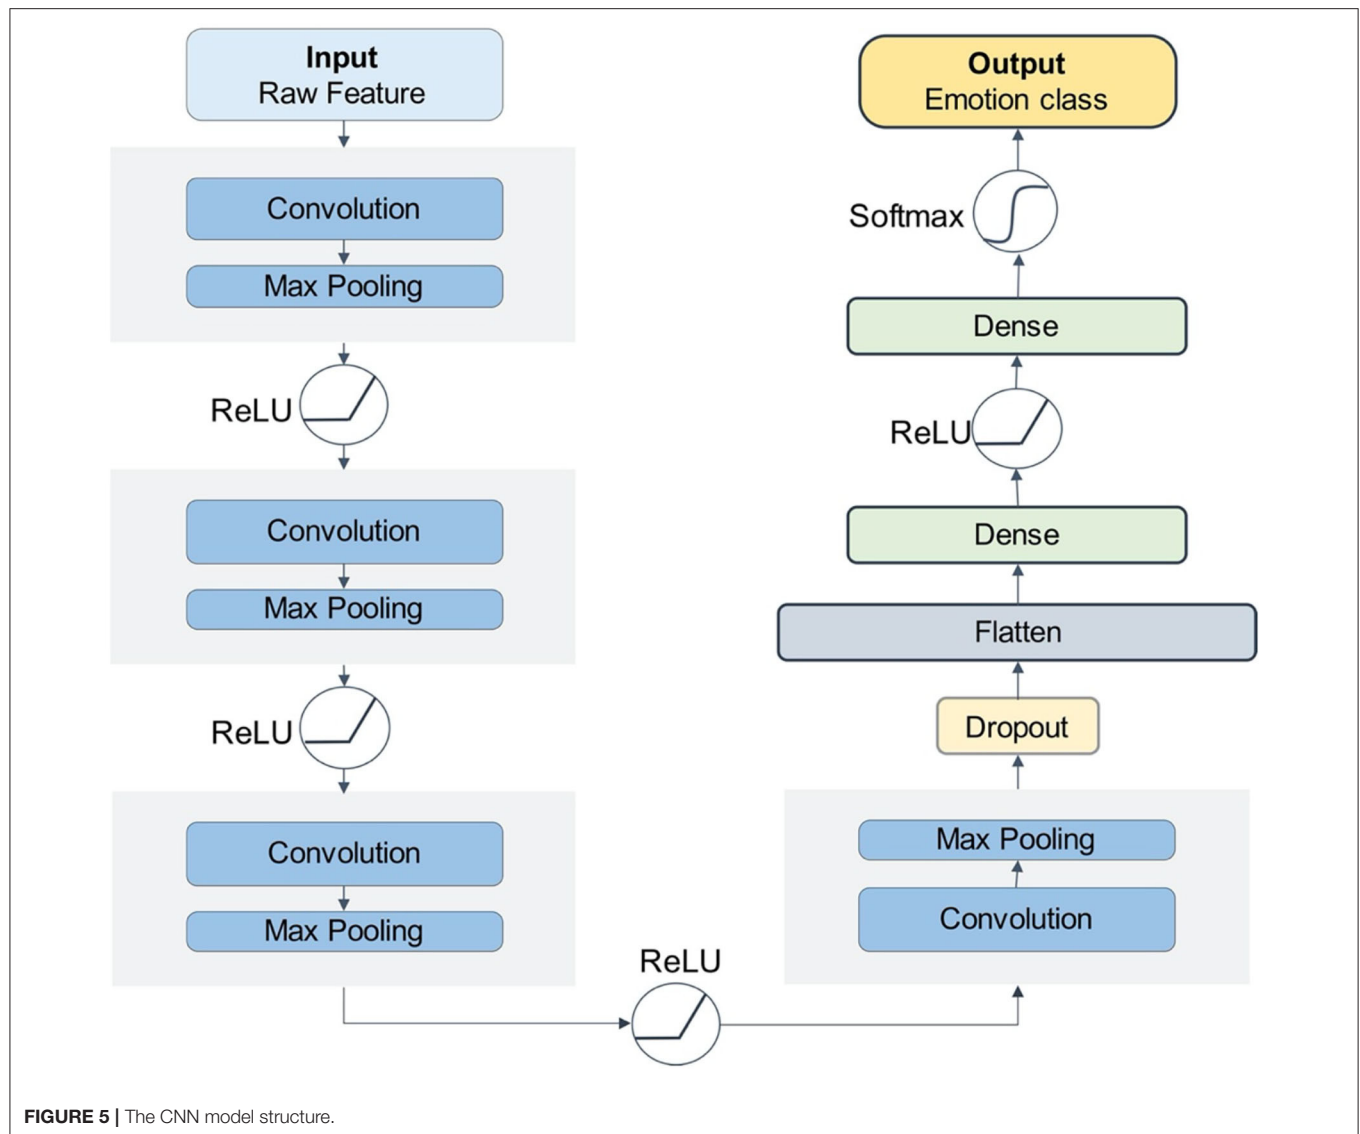 Input
Raw Feature
Convolution
Max Pooling
ReLU
Convolution
Max Pooling
ReLU
Convolution
Max Pooling
ReLU
Output
Emotion class
Softmax
Dense
ReLU
Dense
Flatten
Dropout
Max Pooling
Convolution
FIGURE 5 | The CNN model structure.